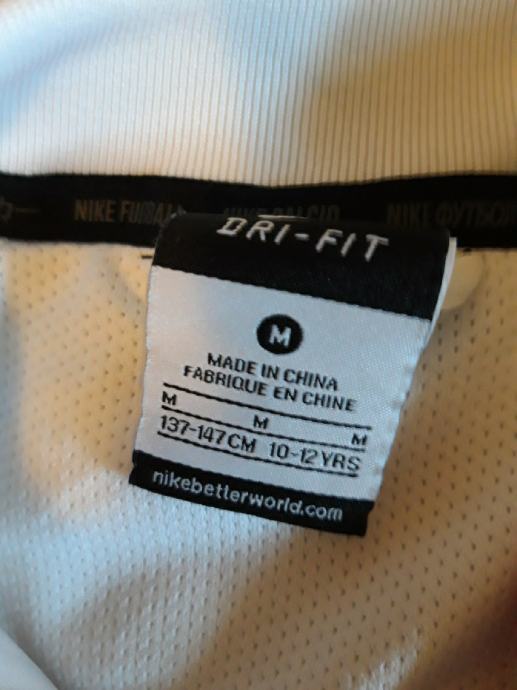 NIKE FUTBAL NIKE CALCIO NIKE ФУТБОЛ
DRI-FIT
M
MADE IN CHINA
FABRIQUE EN CHINE
M M M
137-147CM 10-12YRS
nikebetterworld.com